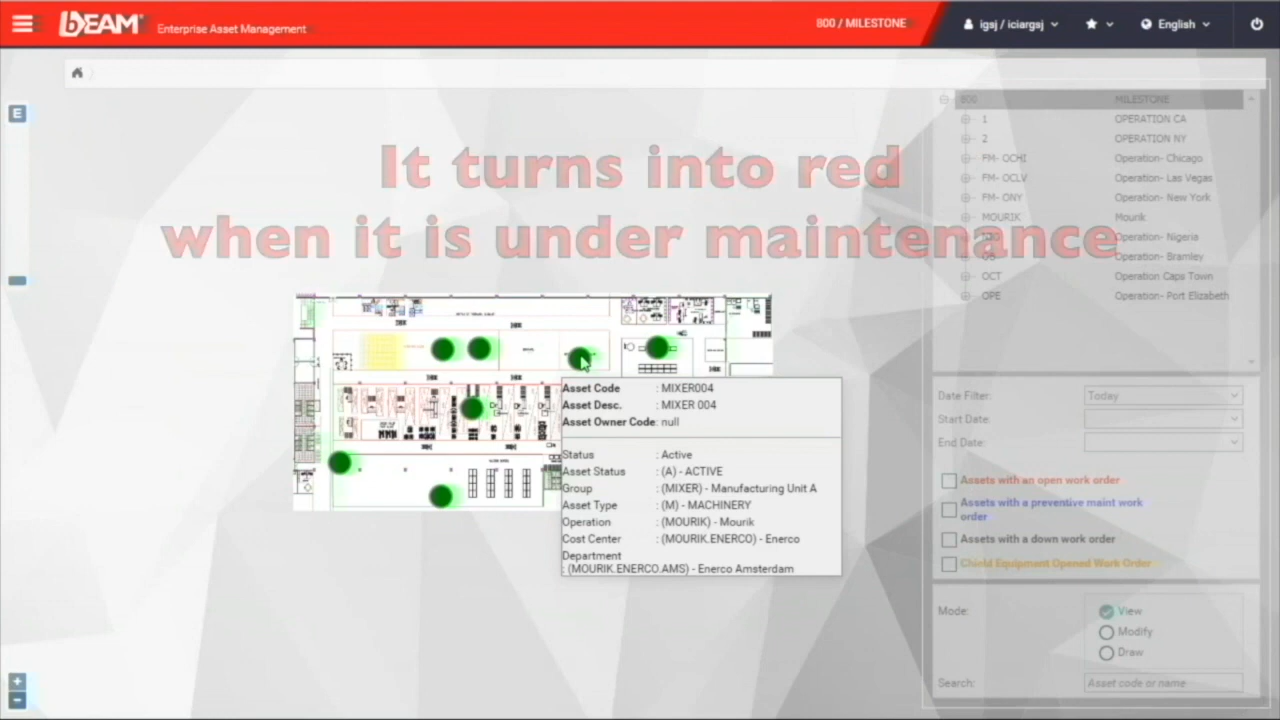 bEAM
Enterprise Asset Management
800 / MILESTONE
igsj / iciargsj
English
E
It turns into red
when it is under maintenance
800 MILESTONE
1 OPERATION CA
2 OPERATION NY
FM- OCHI Operation- Chicago
FM- OCLV Operation- Las Vegas
FM- ONY Operation- New York
MOURIK Mourik
Operation- Nigeria
Operation- Bramley
OCT Operation Cape Town
OPE Operation- Port Elizabeth
Asset Code : MIXER004
Asset Desc. : MIXER 004
Asset Owner Code: null
Status : Active
Asset Status : (A) - ACTIVE
Group : (MIXER) - Manufacturing Unit A
Asset Type : (M) - MACHINERY
Operation : (MOURIK) - Mourik
Cost Center : (MOURIK.ENERCO) - Enerco
Department
: (MOURIK.ENERCO.AMS) - Enerco Amsterdam
Date Filter: Today
Start Date:
End Date:
Assets with an open work order
Assets with a preventive maint work
order
Assets with a down work order
Chield Equipment Opened Work Order
Mode: View
Modify
Draw
Search: Asset code or name
+
-